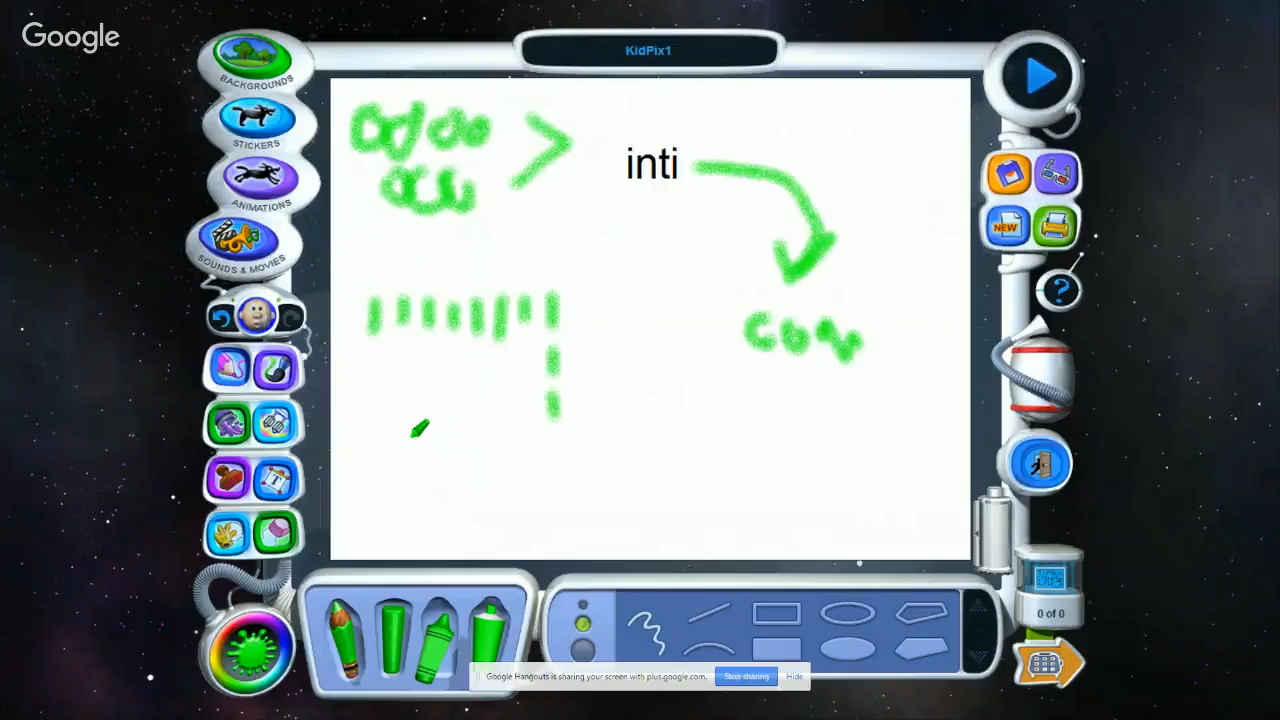 Google
KidPix1
BACKGROUNDS
STICKERS
ANIMATIONS
SOUNDS & MOVIES
inti
NEW
?
T
0 of 0
Google Hangouts is sharing your screen with plus.google.com.
Stop sharing
Hide